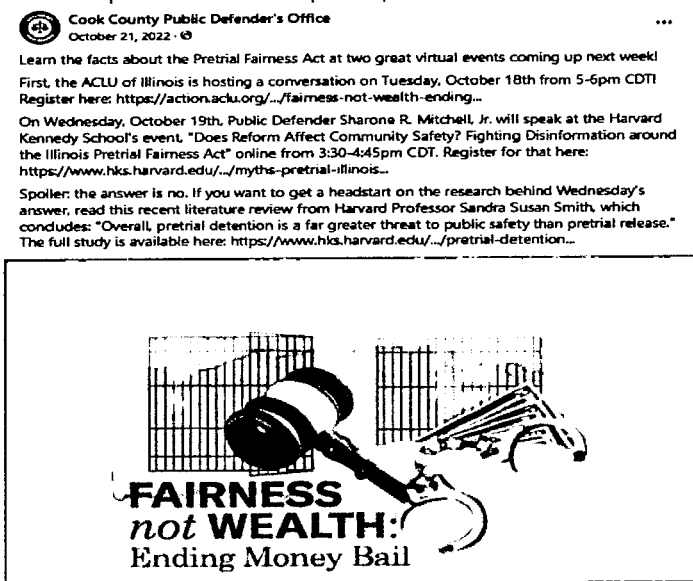 Cook County Public Defender's Office
October 21, 2022 ·
Learn the facts about the Pretrial Fairness Act at two great virtual events coming up next week!
First, the ACLU of Illinois is hosting a conversation on Tuesday, October 18th from 5-6pm CDT!
Register here: https://action.aclu.org/.../fairness-not-wealth-ending...
On Wednesday, October 19th, Public Defender Sharone R. Mitchell, Jr. will speak at the Harvard
Kennedy School's event, "Does Reform Affect Community Safety? Fighting Disinformation around
the Illinois Pretrial Fairness Act" online from 3:30-4:45pm CDT. Register for that here:
https://www.hks.harvard.edu/.../myths-pretrial-illinois...
Spoiler: the answer is no. If you want to get a headstart on the research behind Wednesday's
answer, read this recent literature review from Harvard Professor Sandra Susan Smith, which
concludes: "Overall, pretrial detention is a far greater threat to public safety than pretrial release."
The full study is available here: https://www.hks.harvard.edu/.../pretrial-detention...
FAIRNESS
not WEALTH:
Ending Money Bail